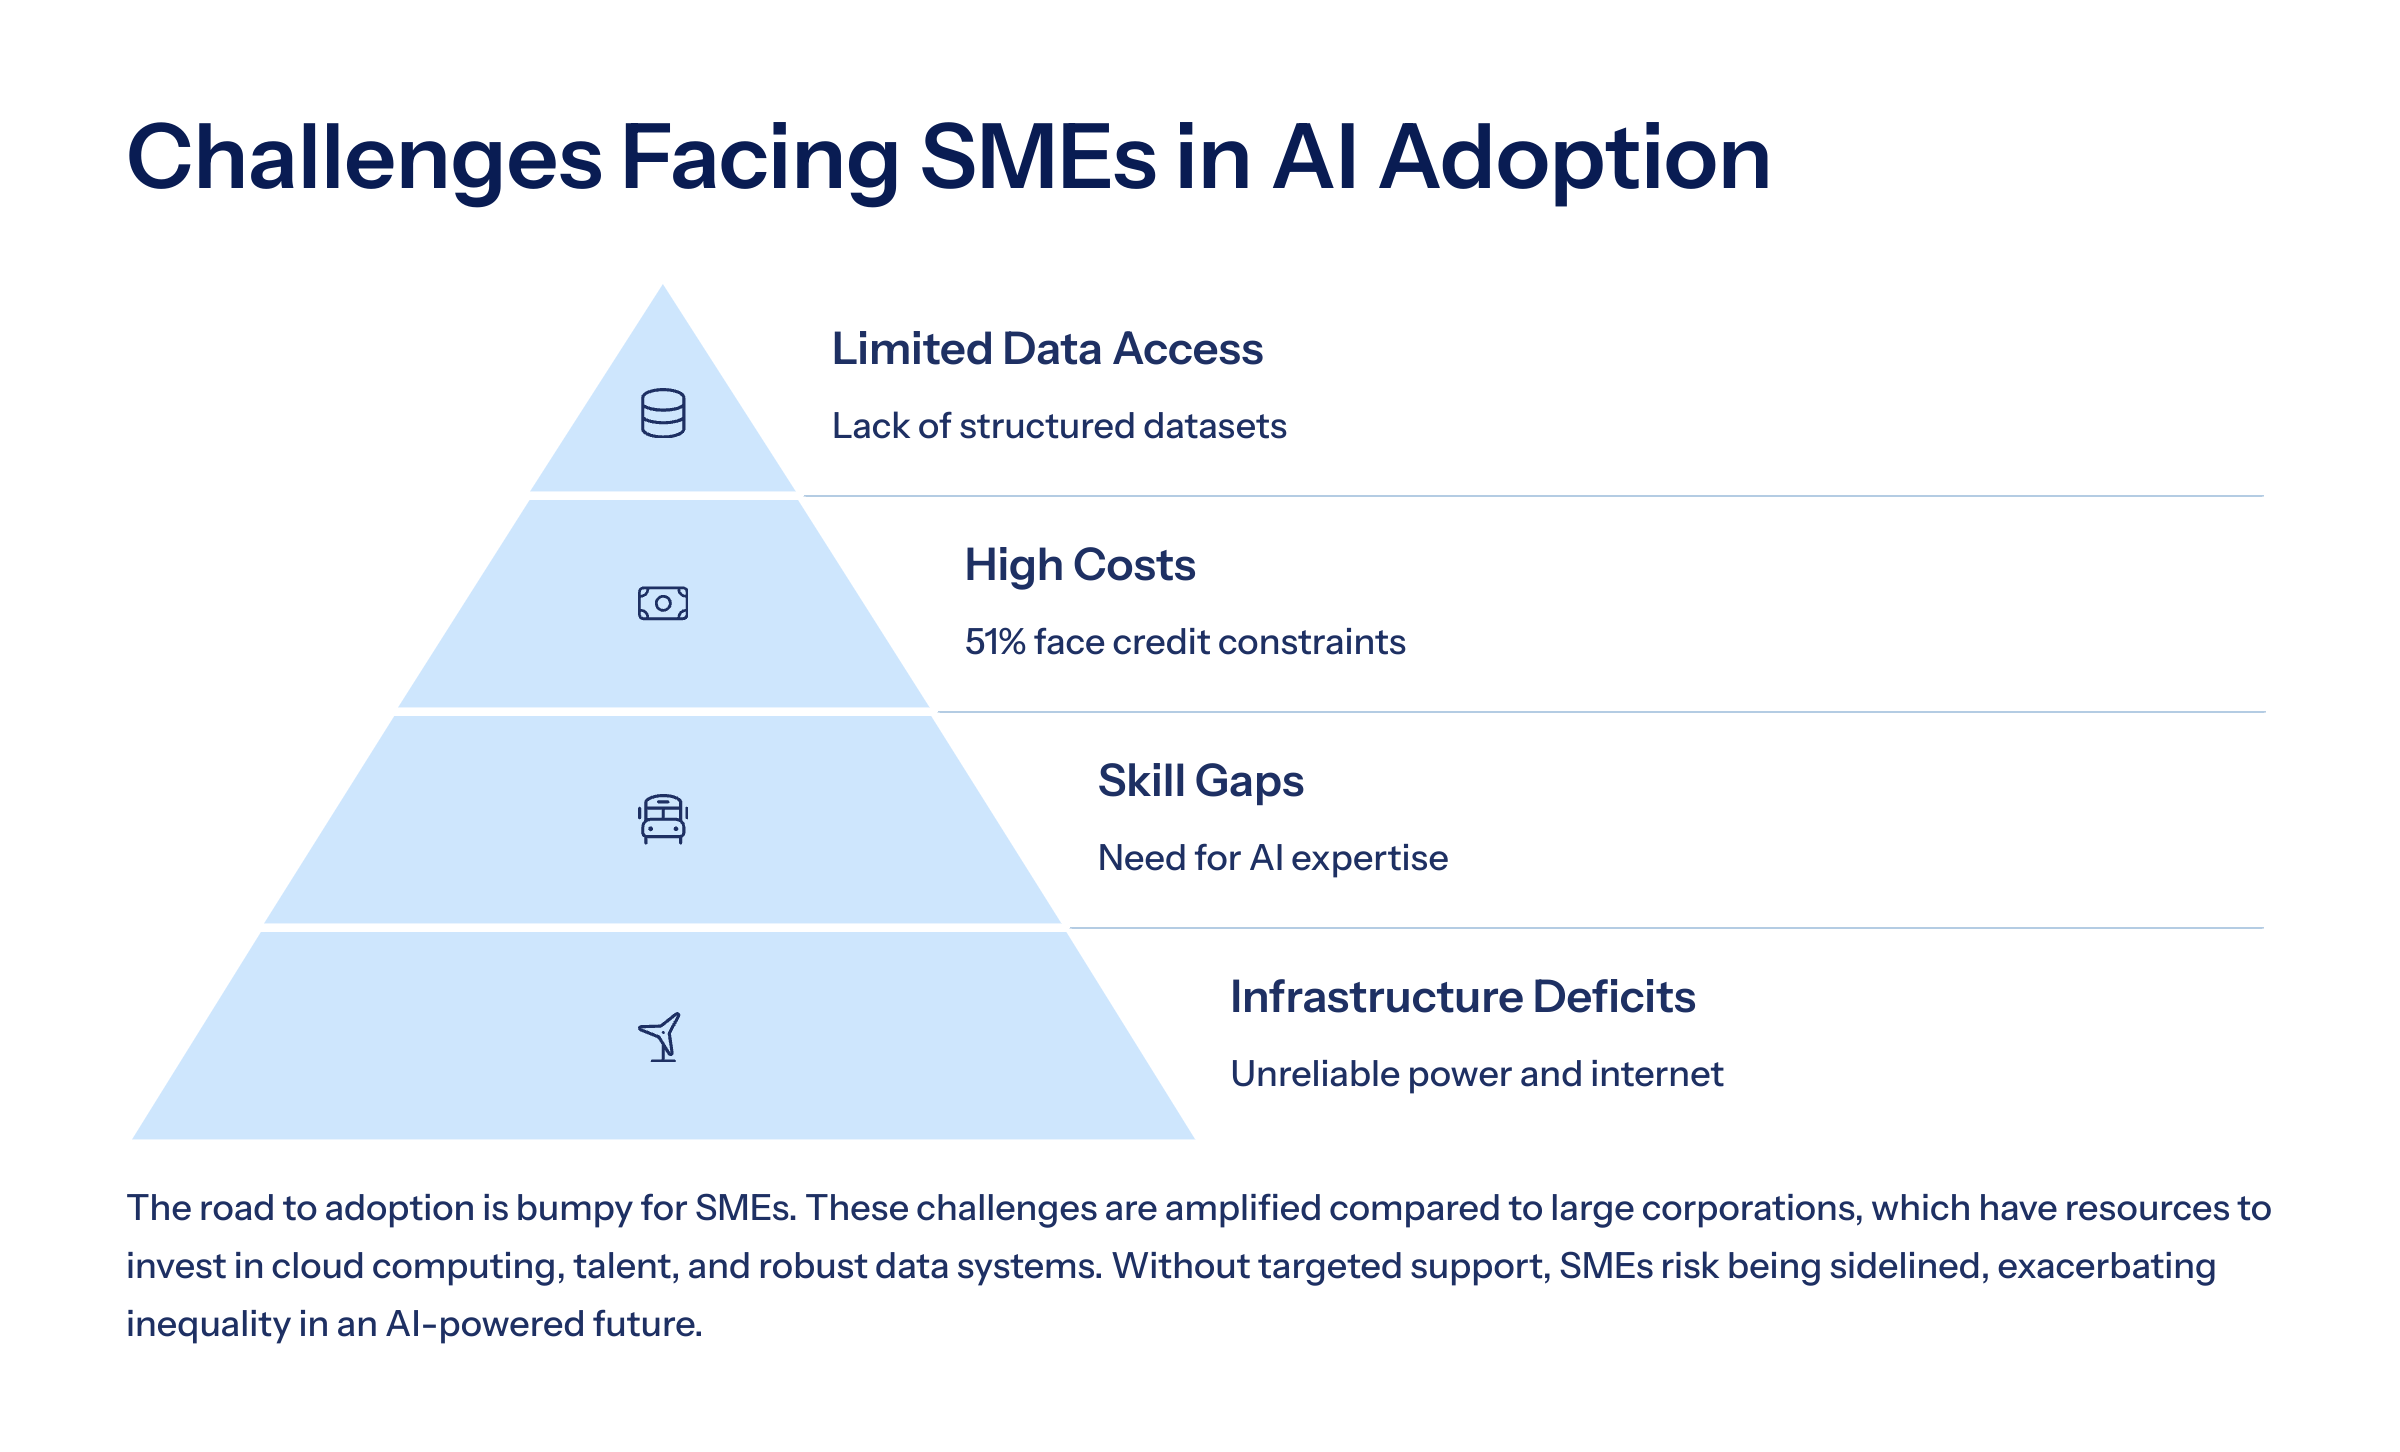 Challenges Facing SMEs in AI Adoption
Limited Data Access
Lack of structured datasets
High Costs
51% face credit constraints
Skill Gaps
Need for AI expertise
Infrastructure Deficits
Unreliable power and internet
The road to adoption is bumpy for SMEs. These challenges are amplified compared to large corporations, which have resources to
invest in cloud computing, talent, and robust data systems. Without targeted support, SMEs risk being sidelined, exacerbating
inequality in an AI-powered future.